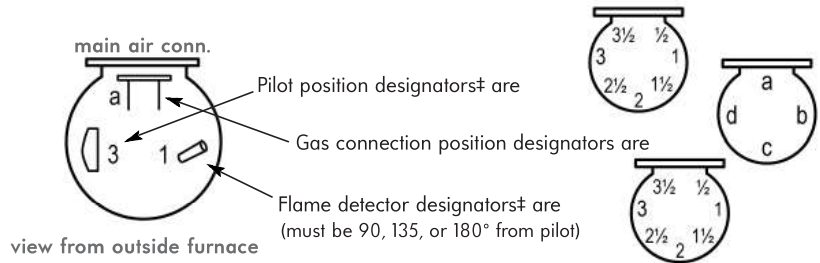 main air conn.
a
3 1
view from outside furnace
Pilot position designators‡ are
Gas connection position designators are
Flame detector designators‡ are
(must be 90, 135, or 180° from pilot)
3½ ½
3 1
2½ 1½
2
a
d b
c
3½ ½
3 1
2½ 1½
2